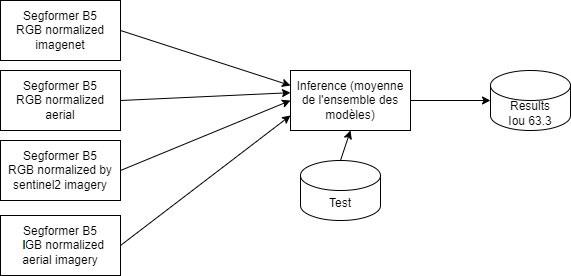 Segformer B5
RGB normalized
imagenet
Segformer B5
RGB normalized
aerial
Segformer B5
RGB normalized by
sentinel2 imagery
Segformer B5
IGB normalized
aerial imagery
Inference (moyenne
de l'ensemble des
modèles)
Test
Results
Iou 63.3